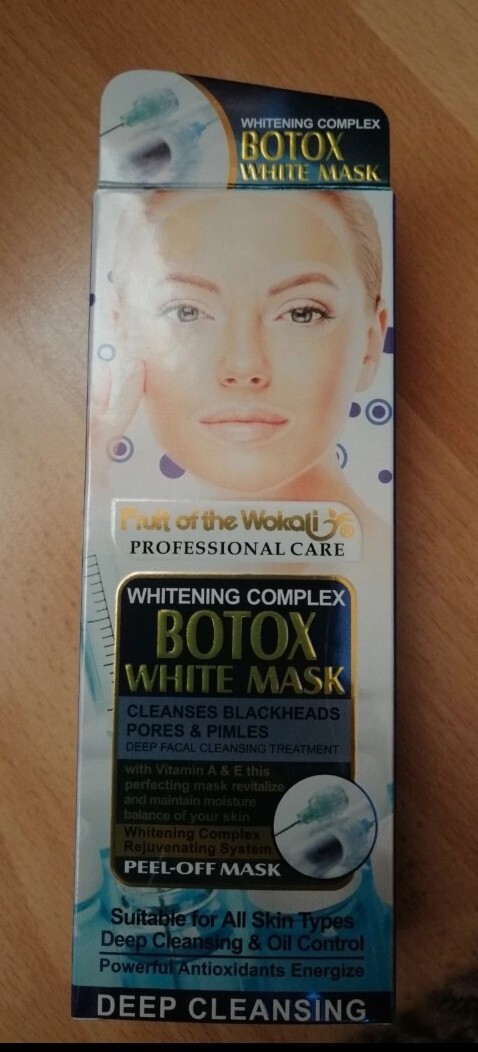 WHITENING COMPLEX
BOTOX
WHITE MASK
Fruit of the Wokali
PROFESSIONAL CARE
WHITENING COMPLEX
BOTOX
WHITE MASK
CLEANSES BLACKHEADS
PORES & PIMLES
DEEP FACIAL CLEANSING TREATMENT
with Vitamin A & E this
perfecting mask revitalize
and maintain moisture
balance of your skin
Whitening Complex
Rejuvenating System
PEEL-OFF MASK
Suitable for All Skin Types
Deep Cleansing & Oil Control
Powerful Antioxidants Energize
DEEP CLEANSING